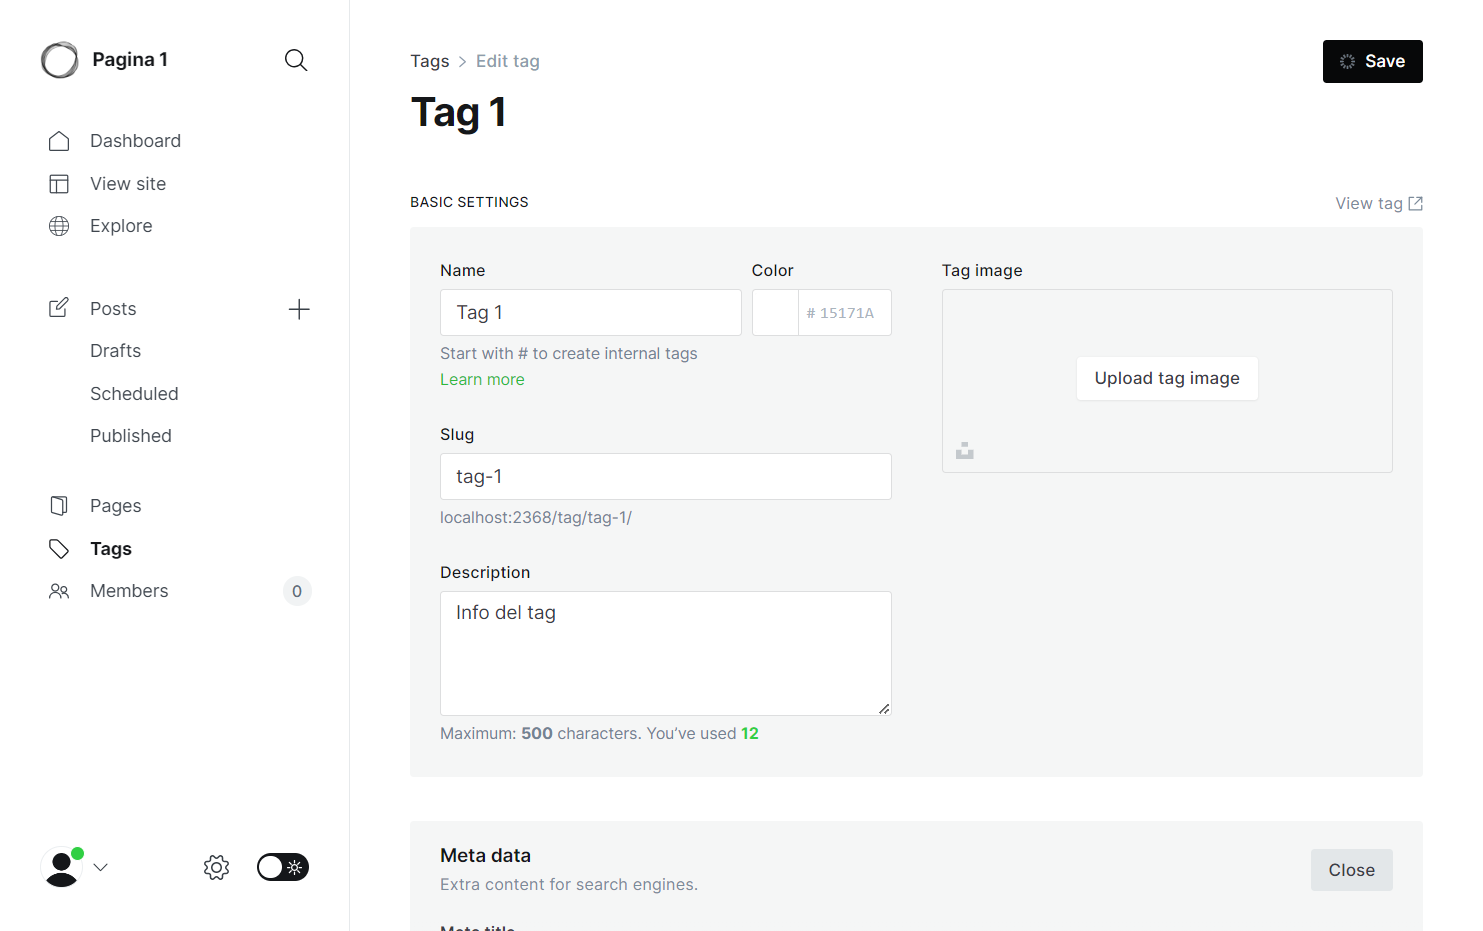 Pagina 1
Dashboard
View site
Explore
Posts
Drafts
Scheduled
Published
Pages
Tags
Members
0
Tags > Edit tag
Save
Tag 1
BASIC SETTINGS
View tag
Name
Tag 1
Start with # to create internal tags
Learn more
Color
# 15171A
Slug
tag-1
localhost:2368/tag/tag-1/
Description
Info del tag
Maximum: 500 characters. You’ve used 12
Tag image
Upload tag image
Meta data
Extra content for search engines.
Close
Meta title